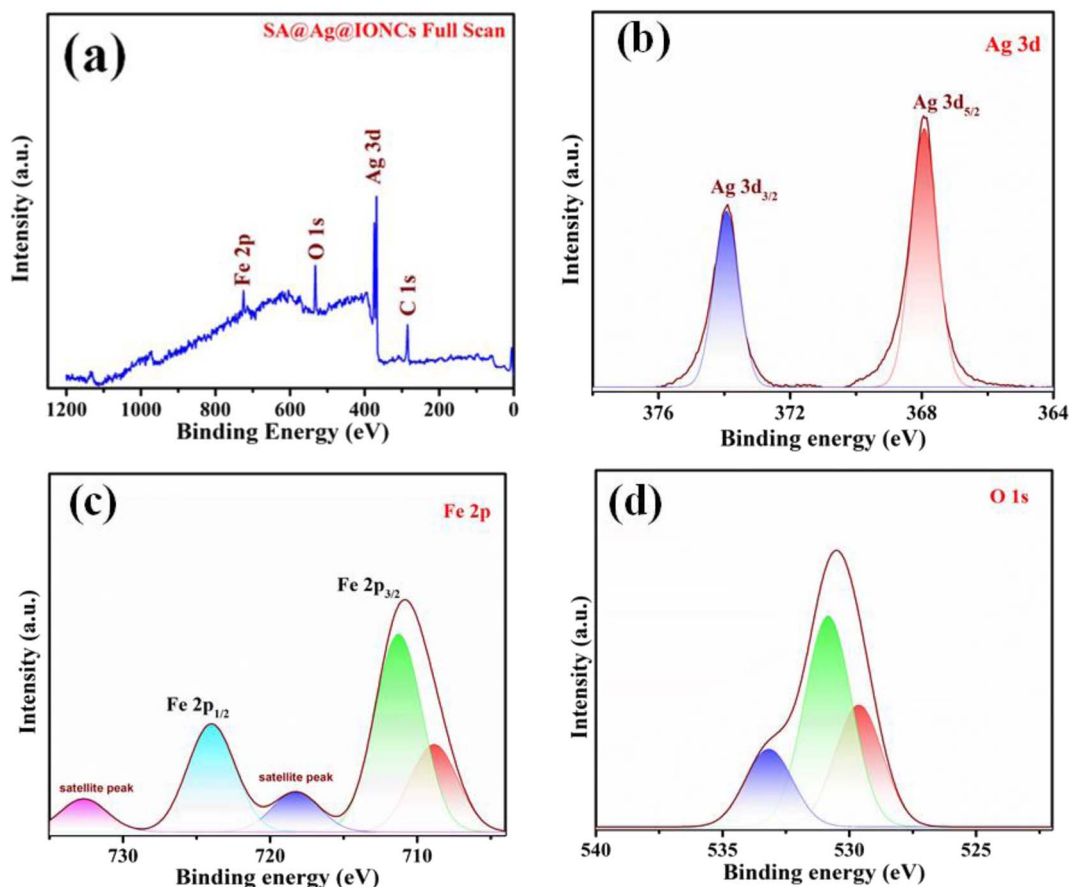 (a)
SA@Ag@IONCs Full Scan
Intensity (a.u.)
Fe 2p
O 1s
Ag 3d
C 1s
1200 1000 800 600 400 200 0
Binding Energy (eV)
(b)
Ag 3d
Intensity (a.u.)
Ag 3d3/2
Ag 3d5/2
376 372 368 364
Binding energy (eV)
(c)
Fe 2p
Intensity (a.u.)
satellite peak
Fe 2p1/2
satellite peak
Fe 2p3/2
730 720 710
Binding energy (eV)
(d)
O 1s
Intensity (a.u.)
540 535 530 525
Binding energy (eV)